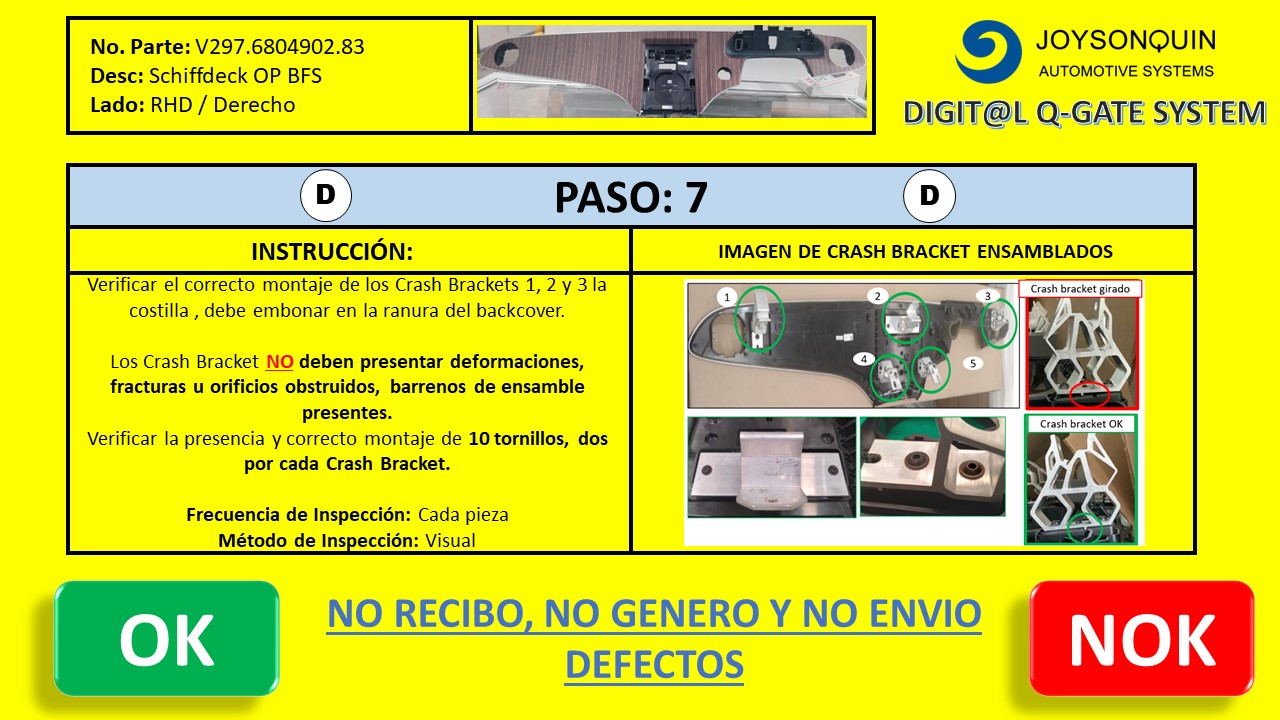 No. Parte: V297.6804902.83
Desc: Schiffdeck OP BFS
Lado: RHD / Derecho
JOYSONQUIN
AUTOMOTIVE SYSTEMS
DIGIT@L Q-GATE SYSTEM
D
PASO: 7
D
INSTRUCCIÓN:
Verificar el correcto montaje de los Crash Brackets 1, 2 y 3 la
costilla , debe embonar en la ranura del backcover.
Los Crash Bracket NO deben presentar deformaciones,
fracturas u orificios obstruidos, barrenos de ensamble
presentes.
Verificar la presencia y correcto montaje de 10 tornillos, dos
por cada Crash Bracket.
Frecuencia de Inspección: Cada pieza
Método de Inspección: Visual
IMAGEN DE CRASH BRACKET ENSAMBLADOS
1
2
3
4
5
Crash bracket girado
Crash bracket OK
OK
NO RECIBO, NO GENERO Y NO ENVIO
DEFECTOS
NOK